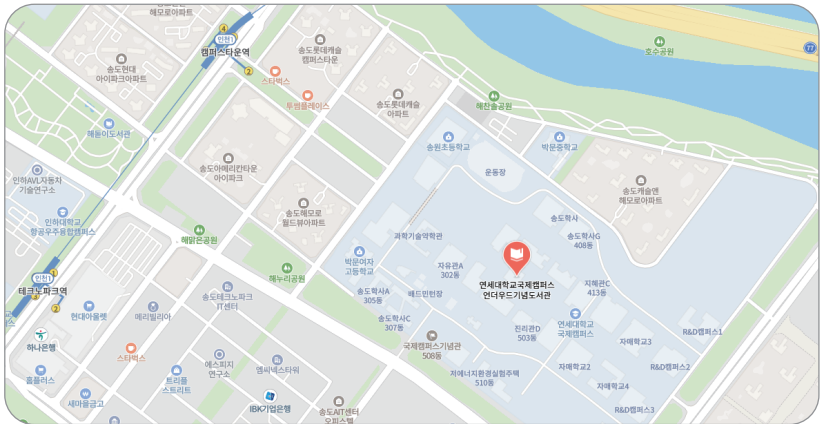 해모로아파트
4
인천1
캠퍼스타운역
2
송도현대
아이파크아파트
송도롯데캐슬
캠퍼스타운
스타벅스
투썸플레이스
송도롯데캐슬
아파트
해찬솔공원
호수공원
77
해돋이도서관
송원초등학교
박문중학교
운동장
인하AVL자동차
기술연구소
송도아메리칸타운
아이파크
송도캐슬앤
해모로아파트
인하대학교
항공우주융합캠퍼스
송도해모로
월드뷰아파트
송도학사
해맑은공원
과학기술약학관
송도학사G
408동
박문여자
고등학교
자유관A
302동
해누리공원
연세대학교국제캠퍼스
언더우드기념도서관
지혜관C
413동
1
인천1
테크노파크역
3
2
송도테크노파크
IT센터
송도학사A
305동
배드민턴장
현대아울렛
메리빌리아
송도학사C
307동
진리관D
503동
연세대학교
국제캠퍼스
R&D캠퍼스1
하나은행
국제캠퍼스기념관
508동
자매학교3
스타벅스
에스피지
연구소
엠씨넥스타워
저에너지환경실험주택
510동
자매학교2
R&D캠퍼스2
홈플러스
트리플
스트리트
자매학교4
새마을금고
IBK기업은행
송도AIT센터
오피스텔
R&D캠퍼스3